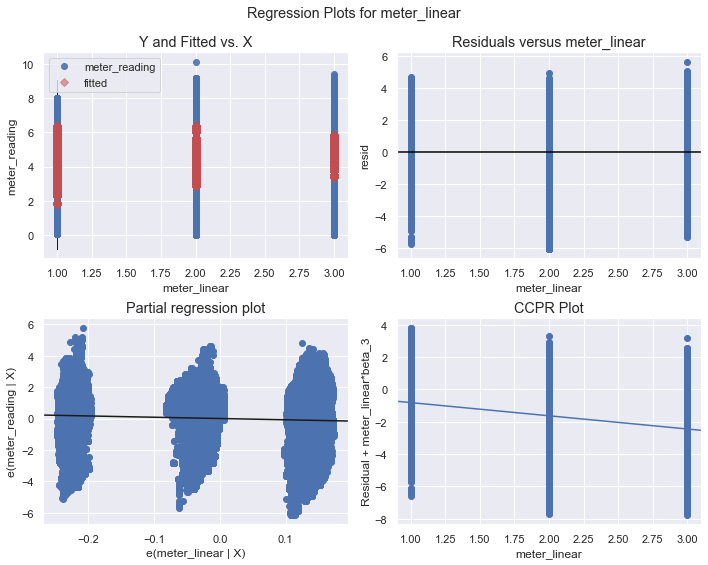 Regression Plots for meter_linear
Y and Fitted vs. X
meter_reading
fitted
10
8
6
4
2
0
meter_reading
1.00 1.25 1.50 1.75 2.00 2.25 2.50 2.75 3.00
meter_linear
Residuals versus meter_linear
6
4
2
0
−2
−4
−6
resid
1.00 1.25 1.50 1.75 2.00 2.25 2.50 2.75 3.00
meter_linear
Partial regression plot
6
4
2
0
−2
−4
−6
e(meter_reading | X)
−0.2 −0.1 0.0 0.1
e(meter_linear | X)
CCPR Plot
4
2
0
−2
−4
−6
−8
Residual + meter_linear*beta_3
1.00 1.25 1.50 1.75 2.00 2.25 2.50 2.75 3.00
meter_linear